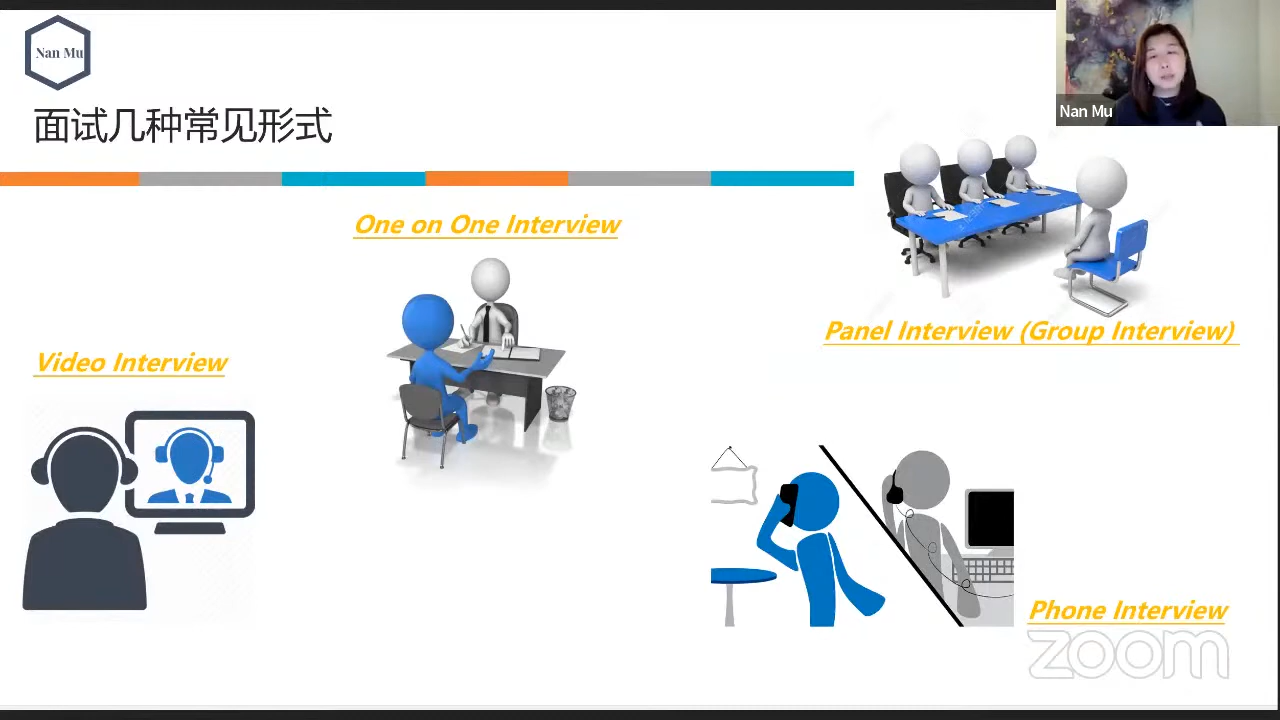 Nan Mu
Nan Mu
面试几种常见形式
One on One Interview
Panel Interview (Group Interview)
Video Interview
Phone Interview
zoom